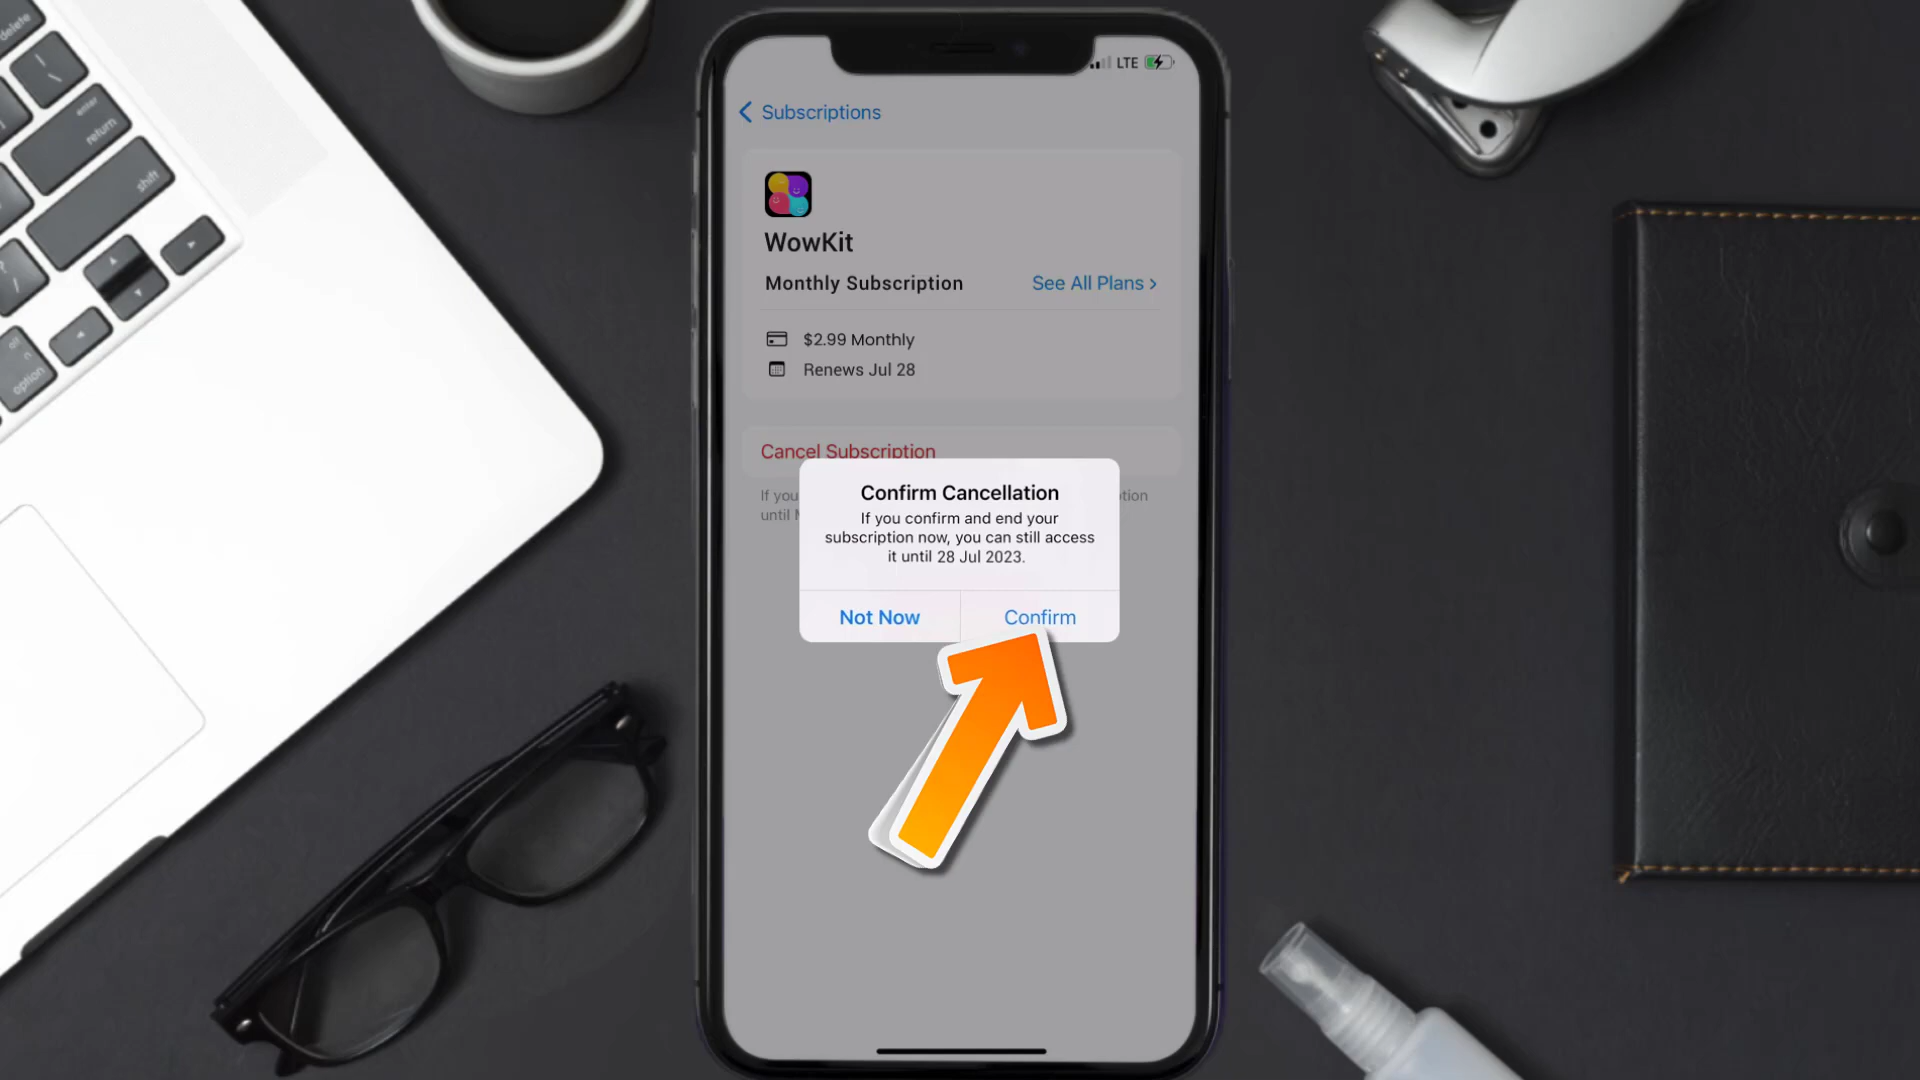 delete
enter
return
shift
option
LTE
Subscriptions
WowKit
Monthly Subscription
See All Plans
$2.99 Monthly
Renews Jul 28
Cancel Subscription
If you
tion
until
Confirm Cancellation
If you confirm and end your
subscription now, you can still access
it until 28 Jul 2023.
Not Now
Confirm